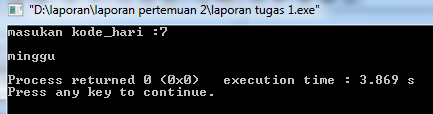 "D:\laporan\laporan pertemuan 2\laporan tugas 1.exe"
masukan kode_hari :7
minggu
Process returned 0 (0x0)   execution time : 3.869 s
Press any key to continue.